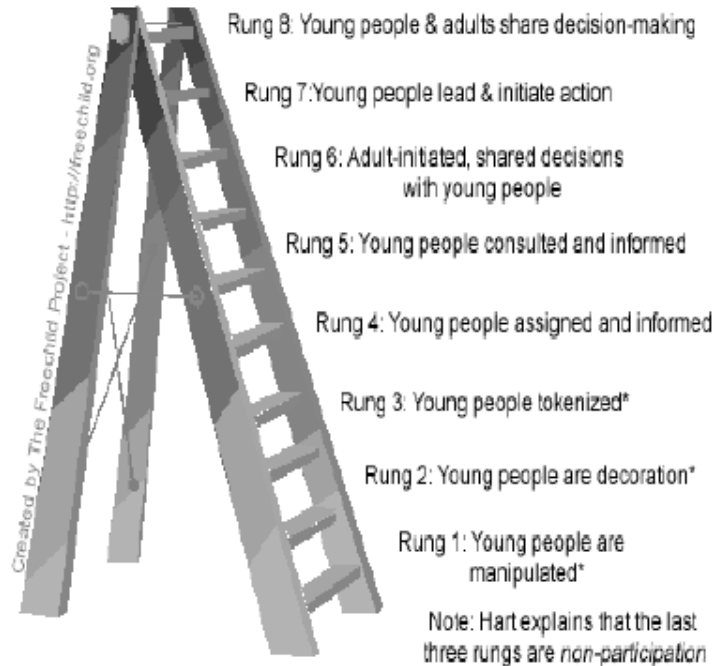 Rung 8: Young people & adults share decision-making
Rung 7:Young people lead & initiate action
Rung 6: Adult-initiated, shared decisions
with young people
Rung 5: Young people consulted and informed
Rung 4: Young people assigned and informed
Rung 3: Young people tokenized*
Rung 2: Young people are decoration*
Rung 1: Young people are
manipulated*
Note: Hart explains that the last
three rungs are non-participation
Created by The Freechild Project - http://freechild.org